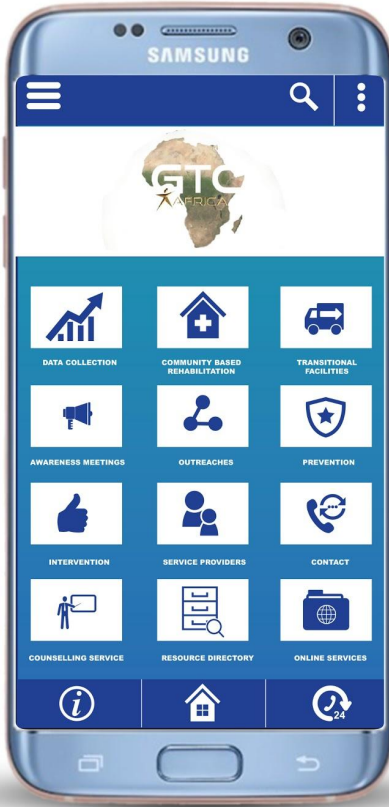 SAMSUNG
GTC
AFRICA
DATA COLLECTION
COMMUNITY BASED
REHABILITATION
TRANSITIONAL
FACILITIES
AWARENESS MEETINGS
OUTREACHES
PREVENTION
INTERVENTION
SERVICE PROVIDERS
CONTACT
COUNSELLING SERVICE
RESOURCE DIRECTORY
ONLINE SERVICES
i
24